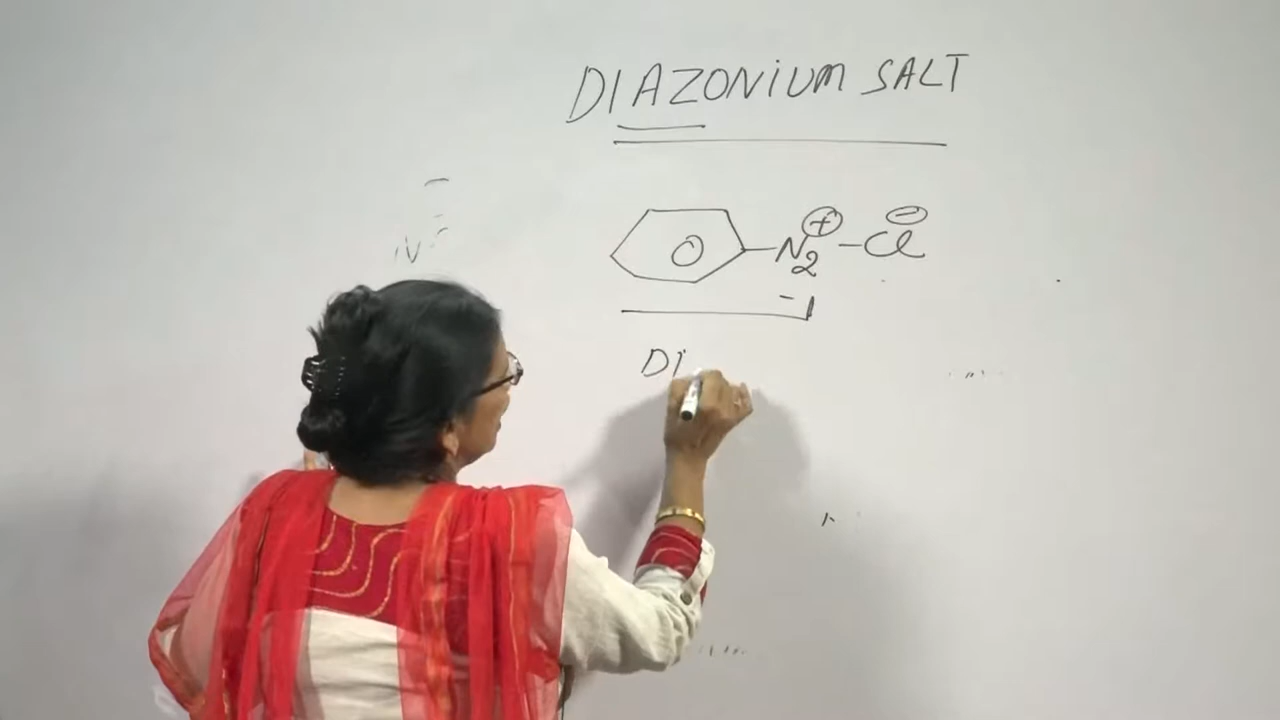 DIAZONiUM SALT
N₂⊕ – Cl⊖
Di